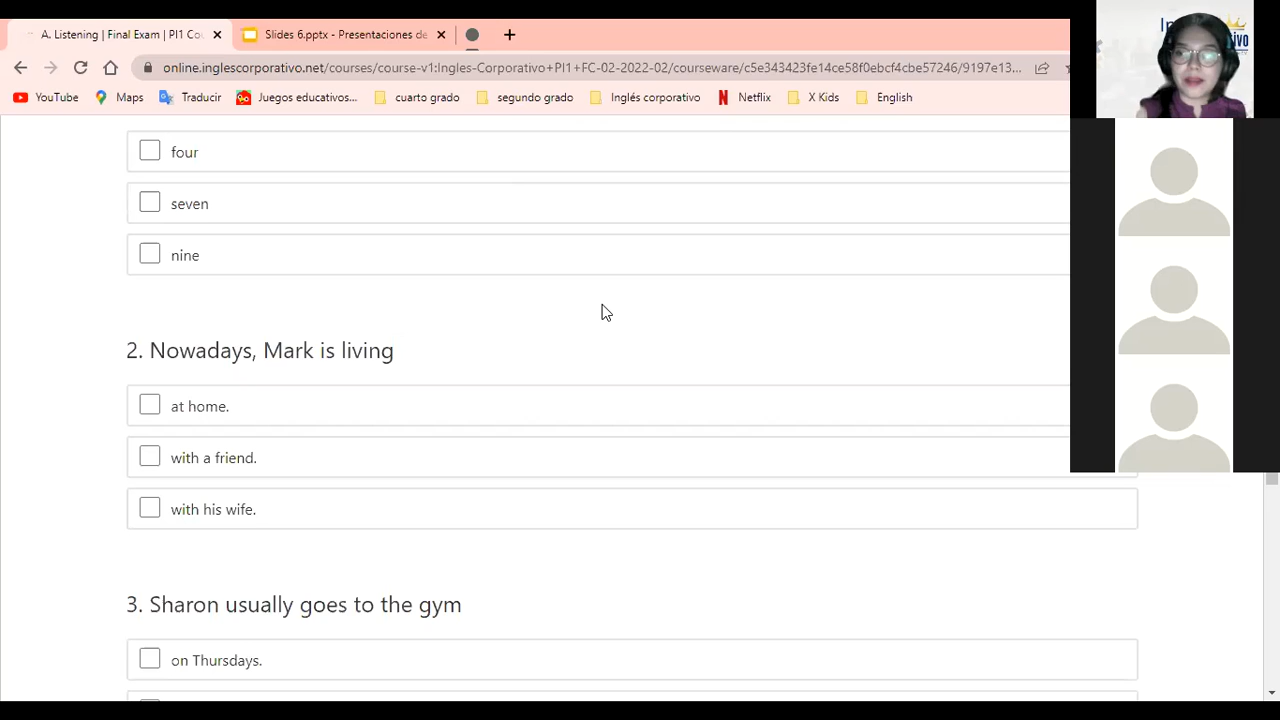 A. Listening | Final Exam | PI1 Co
Slides 6.pptx - Presentaciones de
online.inglescorporativo.net/courses/course-v1:Ingles-Corporativo+PI1+FC-02-2022-02/courseware/c5e343423fe14ce58f0ebcf4cbe57246/9197e13...
YouTube
Maps
Traducir
Juegos educativos...
cuarto grado
segundo grado
Inglés corporativo
Netflix
X Kids
English
four
seven
nine
2. Nowadays, Mark is living
at home.
with a friend.
with his wife.
3. Sharon usually goes to the gym
on Thursdays.